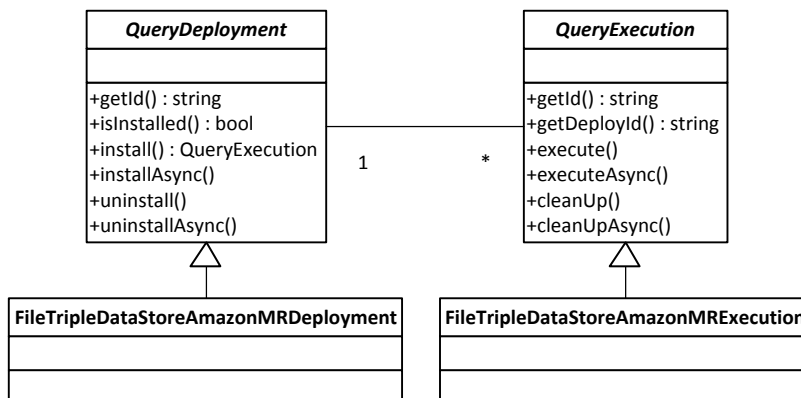 QueryDeployment
+getId() : string
+isInstalled() : bool
+install() : QueryExecution
+installAsync()
+uninstall()
+uninstallAsync()
1
*
QueryExecution
+getId() : string
+getDeployId() : string
+execute()
+executeAsync()
+cleanUp()
+cleanUpAsync()
FileTripleDataStoreAmazonMRDeployment
FileTripleDataStoreAmazonMRExecution